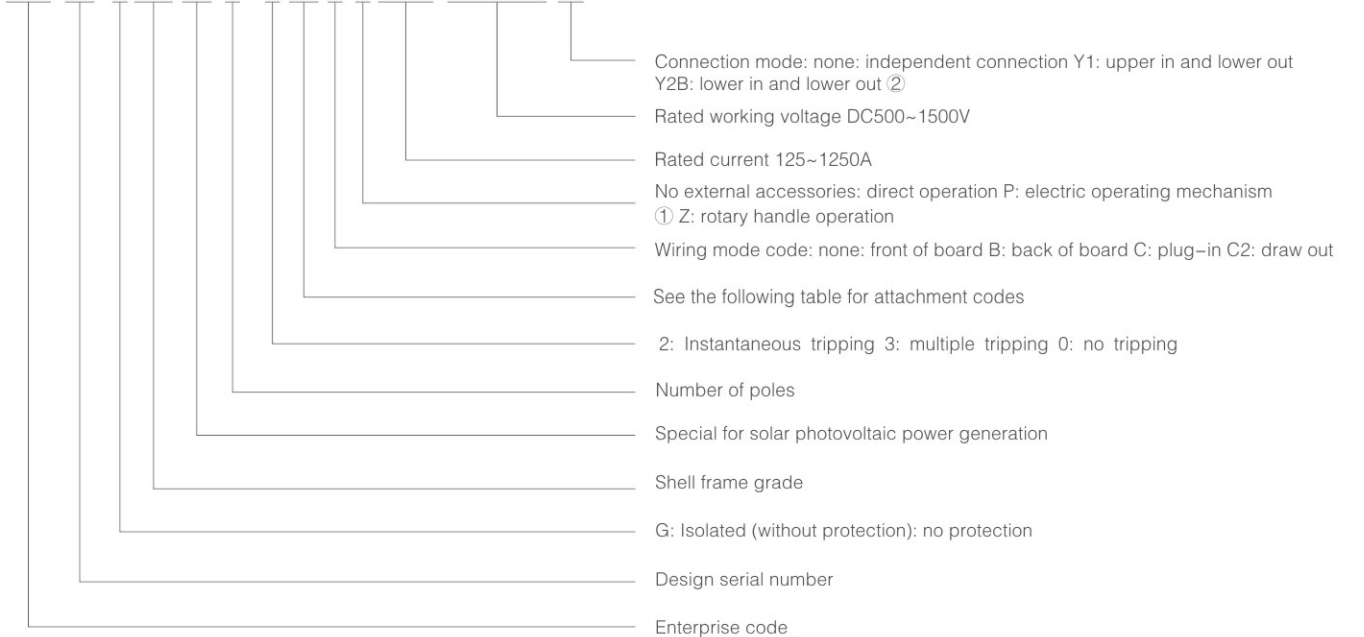 Connection mode: none: independent connection Y1: upper in and lower out
Y2B: lower in and lower out ②
Rated working voltage DC500~1500V
Rated current 125~1250A
No external accessories: direct operation P: electric operating mechanism
① Z: rotary handle operation
Wiring mode code: none: front of board B: back of board C: plug-in C2: draw out
See the following table for attachment codes
2: Instantaneous tripping 3: multiple tripping 0: no tripping
Number of poles
Special for solar photovoltaic power generation
Shell frame grade
G: Isolated (without protection): no protection
Design serial number
Enterprise code